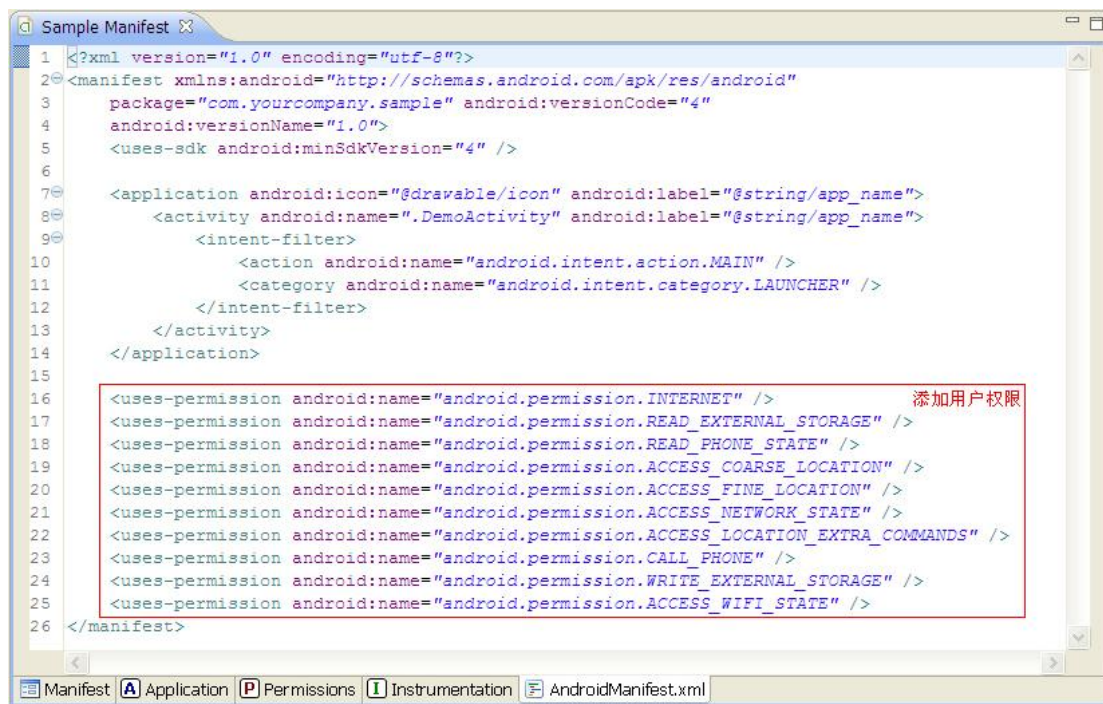 Sample Manifest
1 <?xml version="1.0" encoding="utf-8"?>
2 <manifest xmlns:android="http://schemas.android.com/apk/res/android"
3 package="com.yourcompany.sample" android:versionCode="4"
4 android:versionName="1.0">
5 <uses-sdk android:minSdkVersion="4" />
6
7 <application android:icon="@drawable/icon" android:label="@string/app_name">
8 <activity android:name=".DemoActivity" android:label="@string/app_name">
9 <intent-filter>
10 <action android:name="android.intent.action.MAIN" />
11 <category android:name="android.intent.category.LAUNCHER" />
12 </intent-filter>
13 </activity>
14 </application>
15
16 <uses-permission android:name="android.permission.INTERNET" /> 添加用户权限
17 <uses-permission android:name="android.permission.READ_EXTERNAL_STORAGE" />
18 <uses-permission android:name="android.permission.READ_PHONE_STATE" />
19 <uses-permission android:name="android.permission.ACCESS_COARSE_LOCATION" />
20 <uses-permission android:name="android.permission.ACCESS_FINE_LOCATION" />
21 <uses-permission android:name="android.permission.ACCESS_NETWORK_STATE" />
22 <uses-permission android:name="android.permission.ACCESS_LOCATION_EXTRA_COMMANDS" />
23 <uses-permission android:name="android.permission.CALL_PHONE" />
24 <uses-permission android:name="android.permission.WRITE_EXTERNAL_STORAGE" />
25 <uses-permission android:name="android.permission.ACCESS_WIFI_STATE" />
26 </manifest>
Manifest A Application P Permissions I Instrumentation F AndroidManifest.xml